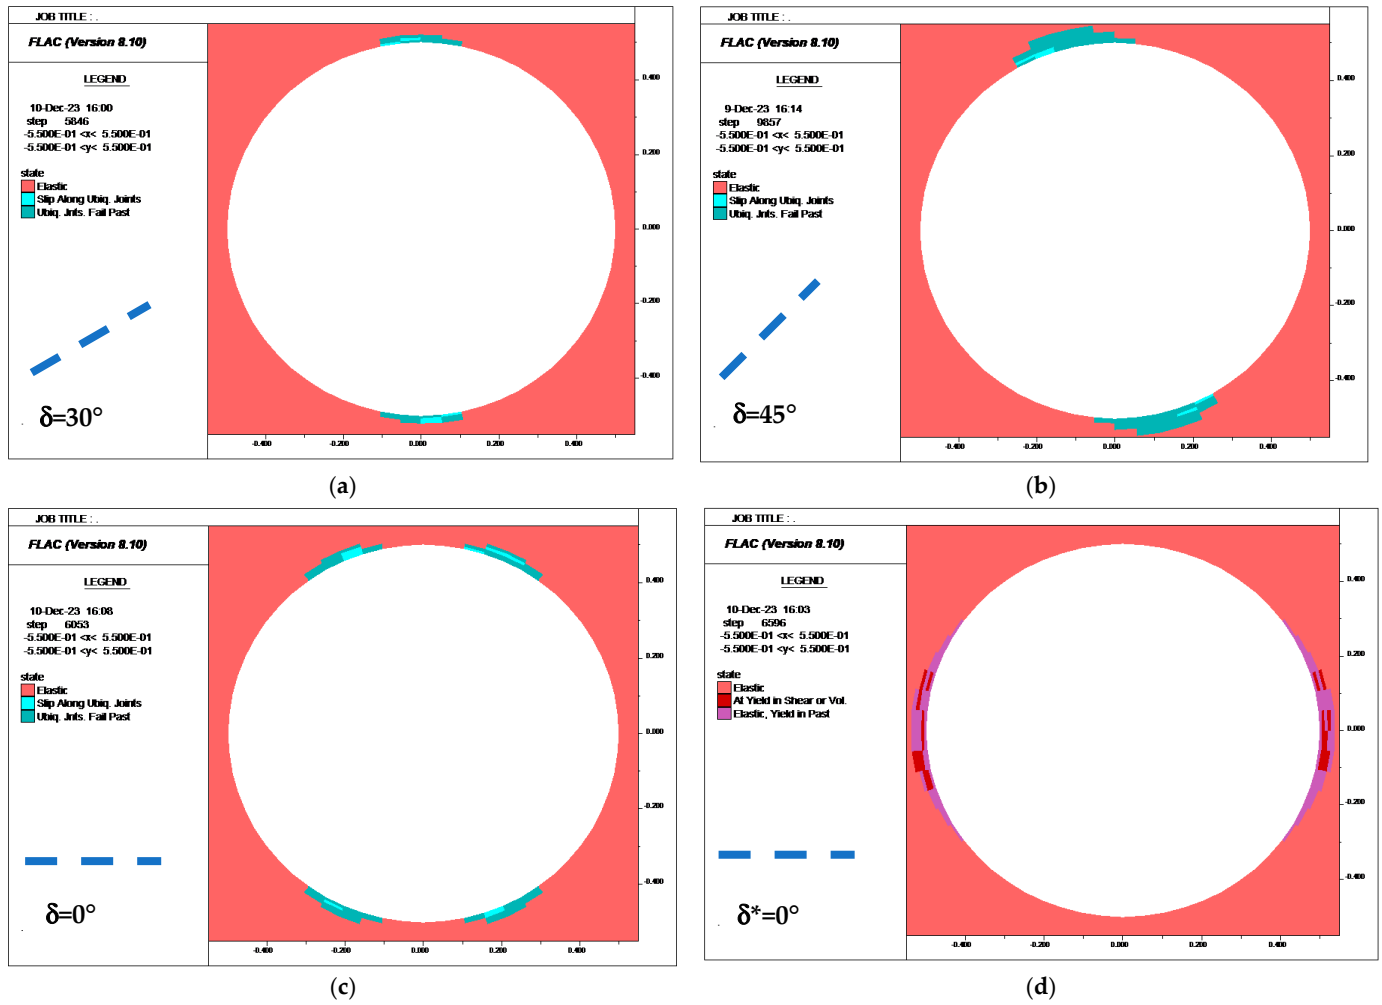 JOB TITLE : .
FLAC (Version 8.10)
LEGEND
10-Dec-23 16:00
step 5846
-5.500E-01 <x< 5.500E-01
-5.500E-01 <y< 5.500E-01
state
Elastic
Slip Along Ubiq. Joints
Ubiq. Jnts. Fail Past
δ=30°
0.400
0.200
0.000
-0.200
-0.400
-0.400 -0.200 0.000 0.200 0.400
(a)
JOB TITLE : .
FLAC (Version 8.10)
LEGEND
9-Dec-23 16:14
step 9857
-5.500E-01 <x< 5.500E-01
-5.500E-01 <y< 5.500E-01
state
Elastic
Slip Along Ubiq. Joints
Ubiq. Jnts. Fail Past
δ=45°
0.400
0.200
0.000
-0.200
-0.400
-0.400 -0.200 0.000 0.200 0.400
(b)
JOB TITLE : .
FLAC (Version 8.10)
LEGEND
10-Dec-23 16:08
step 6053
-5.500E-01 <x< 5.500E-01
-5.500E-01 <y< 5.500E-01
state
Elastic
Slip Along Ubiq. Joints
Ubiq. Jnts. Fail Past
δ=0°
0.400
0.200
0.000
-0.200
-0.400
-0.400 -0.200 0.000 0.200 0.400
(c)
JOB TITLE : .
FLAC (Version 8.10)
LEGEND
10-Dec-23 16:03
step 6596
-5.500E-01 <x< 5.500E-01
-5.500E-01 <y< 5.500E-01
state
Elastic
At Yield in Shear or Vol.
Elastic, Yield in Past
δ*=0°
0.400
0.200
0.000
-0.200
-0.400
-0.400 -0.200 0.000 0.200 0.400
(d)